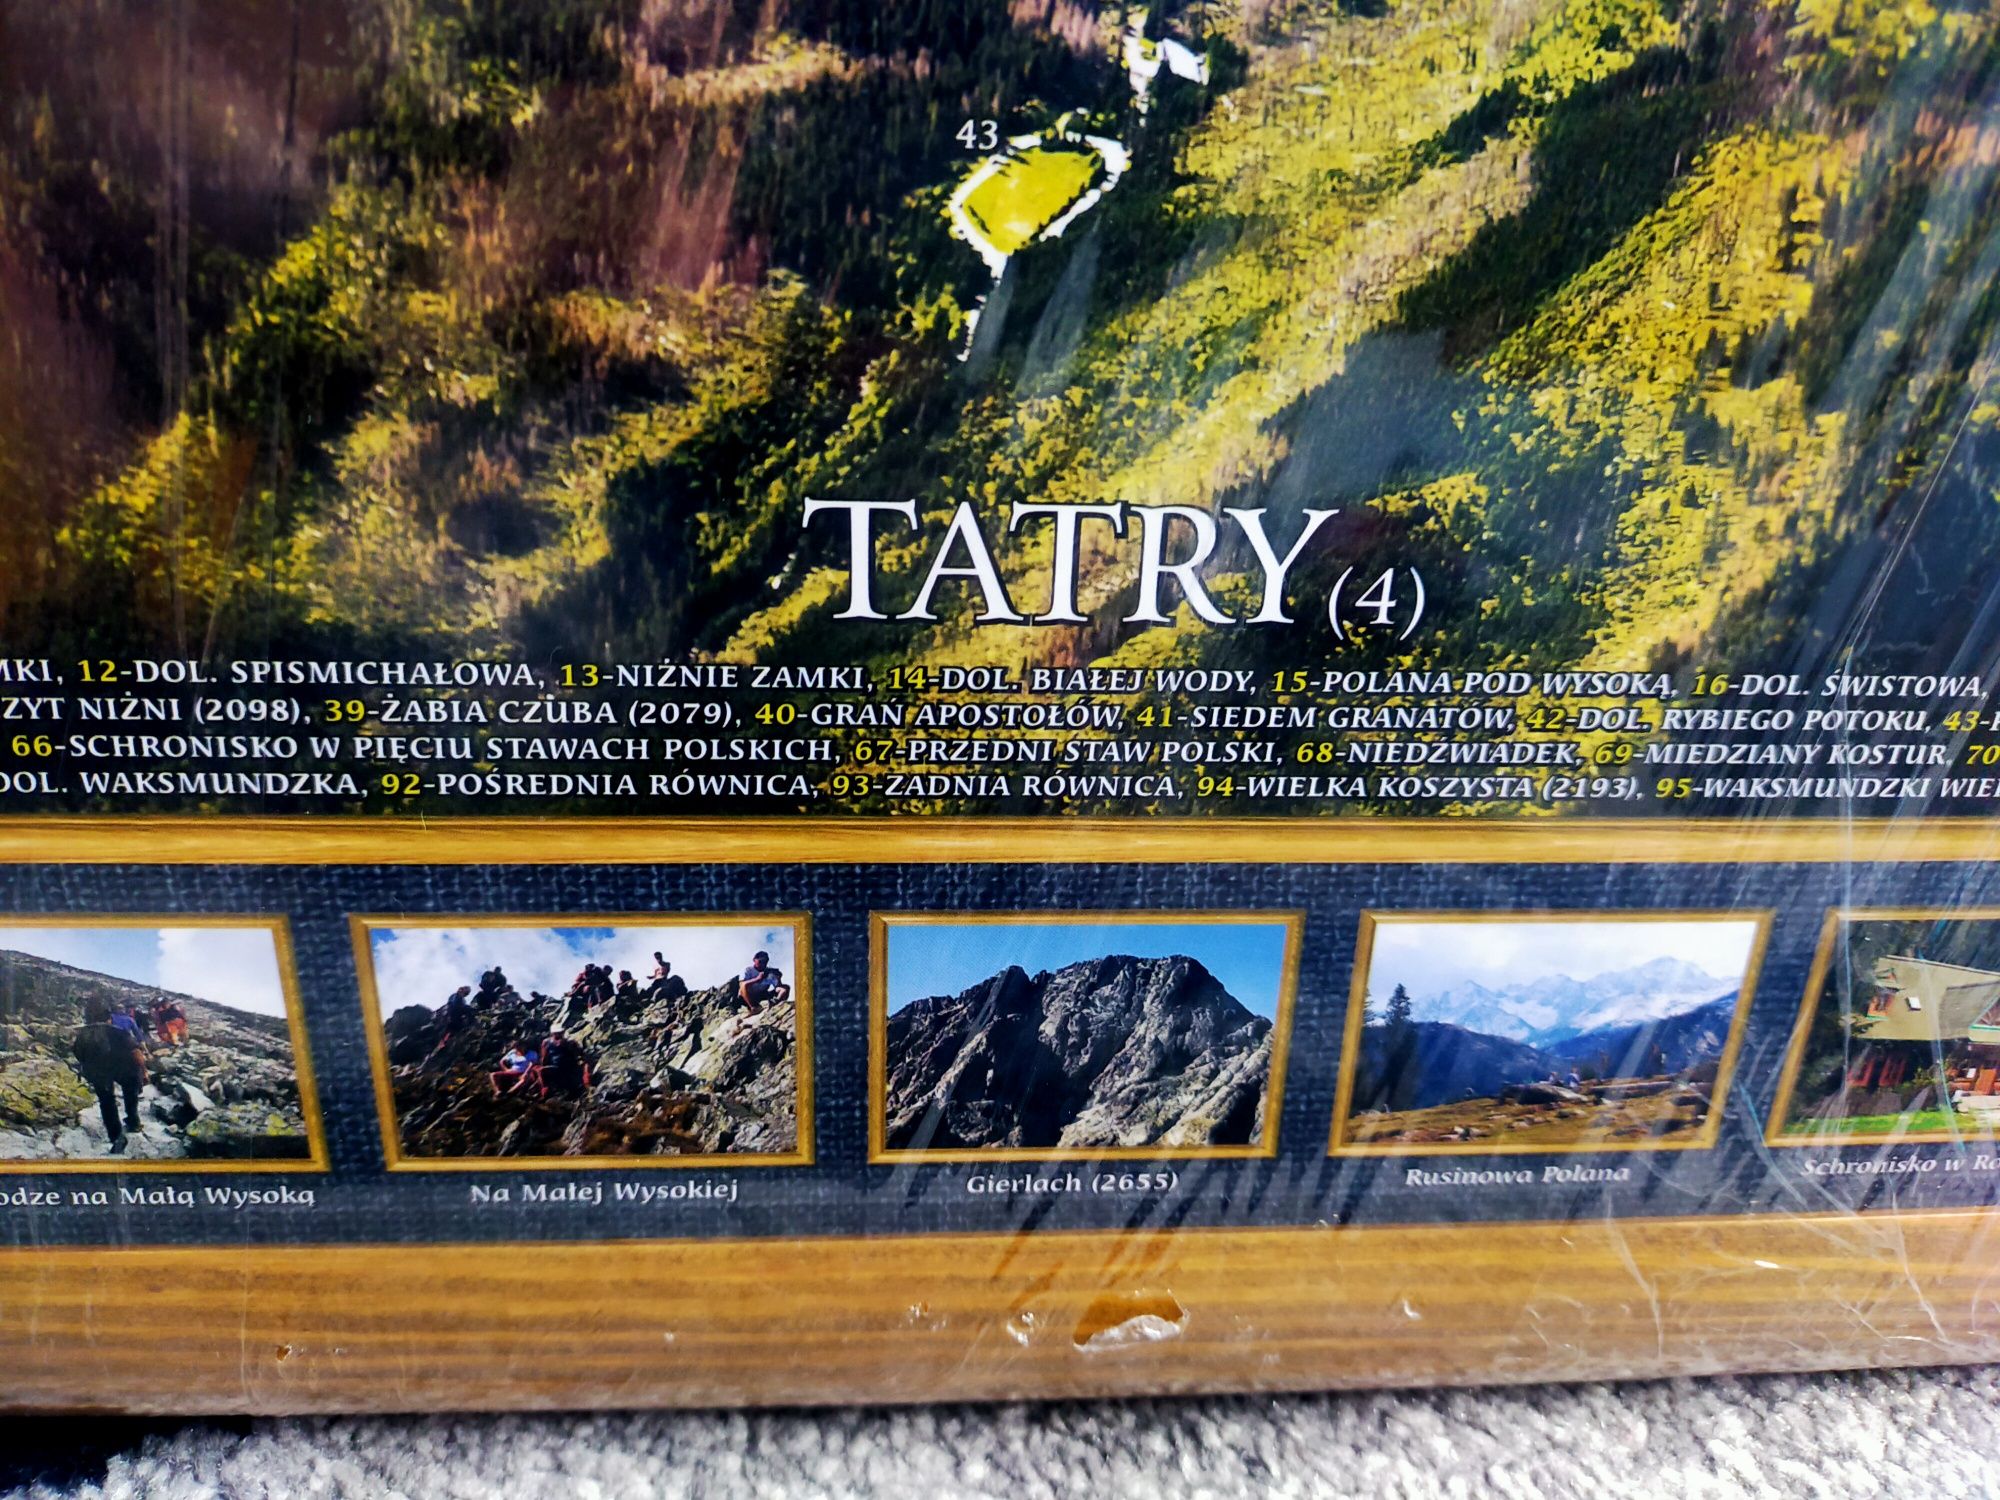 43
TATRY (4)
12-DOL. SPISMICHAŁOWA, 13-NIŻNIE ZAMKI, 14-DOL. BIAŁEJ WODY, 15-POLANA POD WYSOKĄ, 16-DOL. ŚWISTOWA,
NIŻNI (2098), 39-ŻABIA CZUBA (2079), 40-GRAŃ APOSTOŁÓW, 41-SIEDEM GRANATÓW, 42-DOL. RYBIEGO POTOKU, 43-
66-SCHRONISKO W PIĘCIU STAWACH POLSKICH, 67-PRZEDNI STAW POLSKI, 68-NIEDŹWIADEK, 69-MIEDZIANY KOSTUR, 70
DOL. WAKSMUNDZKA, 92-POŚREDNIA RÓWNICA, 93-ZADNIA RÓWNICA, 94-WIELKA KOSZYSTA (2193), 95-WAKSMUNDZKI
na Małą Wysoką
Na Małej Wysokiej
Gierlach (2655)
Rusinowa Polana
Schronisko w